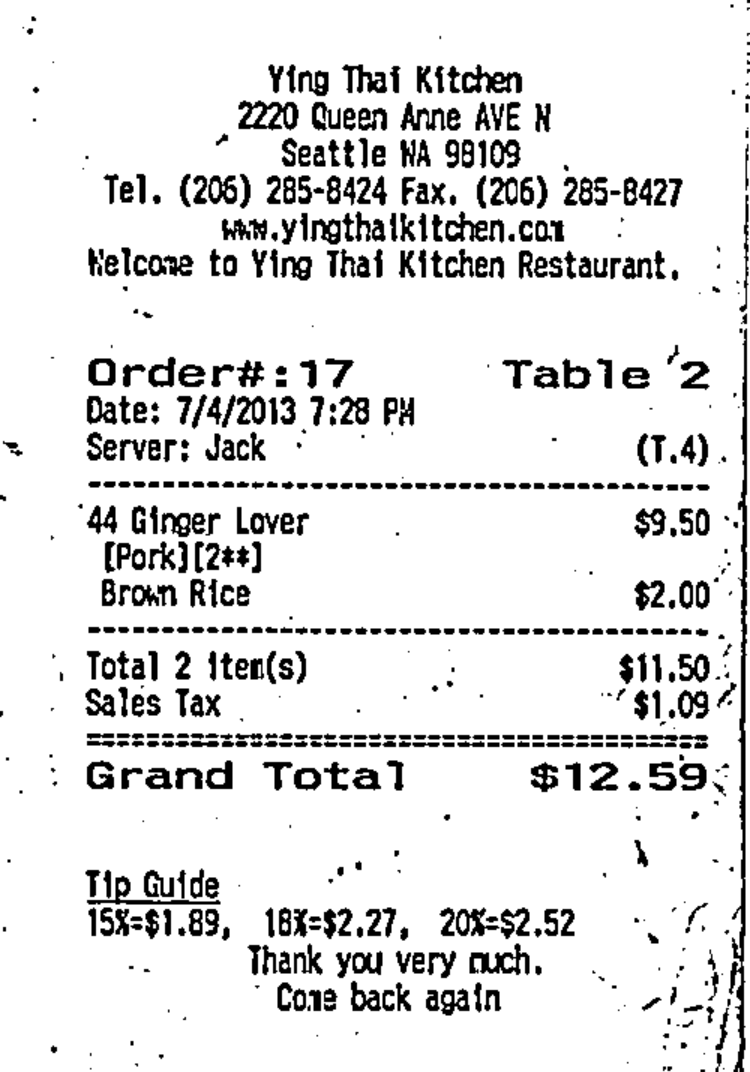 Ying Thai Kitchen
2220 Queen Anne AVE N
Seattle WA 98109
Tel. (206) 285-8424 Fax. (206) 285-8427
www.yingthaikitchen.com
Welcome to Ying Thai Kitchen Restaurant.
Order#:17 Table 2
Date: 7/4/2013 7:28 PM
Server: Jack (T.4)
44 Ginger Lover $9.50
[Pork][2**]
Brown Rice $2.00
Total 2 item(s) $11.50
Sales Tax $1.09
Grand Total $12.59
Tip Guide
15%=$1.89, 18%=$2.27, 20%=$2.52
Thank you very much.
Come back again